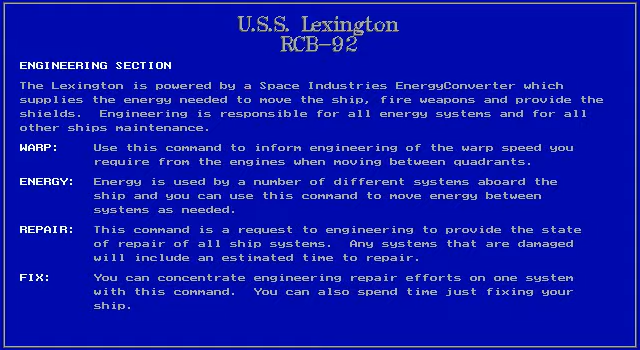 U.S.S. Lexington
RCB-92
ENGINEERING SECTION
The Lexington is powered by a Space Industries EnergyConverter which
supplies the energy needed to move the ship, fire weapons and provide the
shields.  Engineering is responsible for all energy systems and for all
other ships maintenance.
WARP: Use this command to inform engineering of the warp speed you
require from the engines when moving between quadrants.
ENERGY: Energy is used by a number of different systems aboard the
ship and you can use this command to move energy between
systems as needed.
REPAIR: This command is a request to engineering to provide the state
of repair of all ship systems.  Any systems that are damaged
will include an estimated time to repair.
FIX: You can concentrate engineering repair efforts on one system
with this command.  You can also spend time just fixing your
ship.